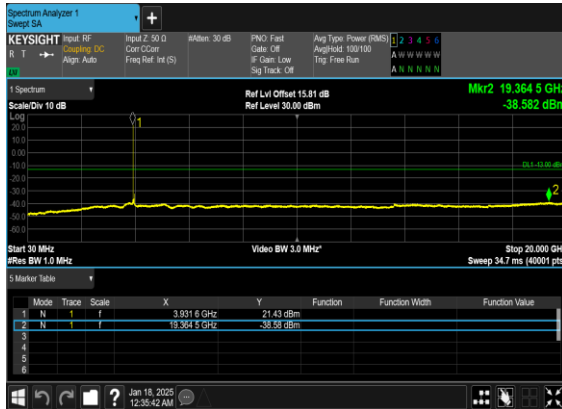 Spectrum Analyzer 1
Swept SA
+
KEYSIGHT Input: RF Input Z: 50 Ω #Atten: 30 dB PNO: Fast Avg Type: Power (RMS) 1 2 3 4 5 6
R T Coupling: DC Corr CCorr Gate: Off Avg|Hold: 100/100 A W W W W W
Align: Auto Freq Ref: Int (S) IF Gain: Low Trig: Free Run
LXI Sig Track: Off A N N N N N
1 Spectrum Ref Lvl Offset 15.81 dB Mkr2 19.364 5 GHz
Scale/Div 10 dB Ref Level 30.00 dBm -38.582 dBm
Log
20.0
10.0
0.00
-10.0
-20.0
-30.0
-40.0
-50.0
-60.0
1
DL1 -13.00 dBm
2
Start 30 MHz Video BW 3.0 MHz* Stop 20.000 GH
#Res BW 1.0 MHz Sweep 34.7 ms (40001 pts
5 Marker Table
Mode Trace Scale X Y Function Function Width Function Value
1 N 1 f 3.931 6 GHz 21.43 dBm
2 N 1 f 19.364 5 GHz -38.58 dBm
3
4
5
6
? Jan 18, 2025
12:35:42 AM